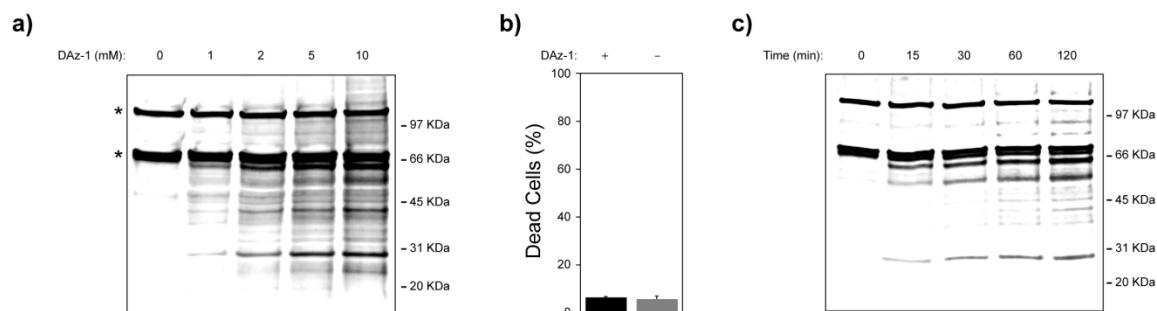 a)
DAz-1 (mM): 0 1 2 5 10
*
*
97 KDa
66 KDa
45 KDa
31 KDa
20 KDa
b)
DAz-1: + –
Dead Cells (%)
100
80
60
40
20
0
c)
Time (min): 0 15 30 60 120
97 KDa
66 KDa
45 KDa
31 KDa
20 KDa